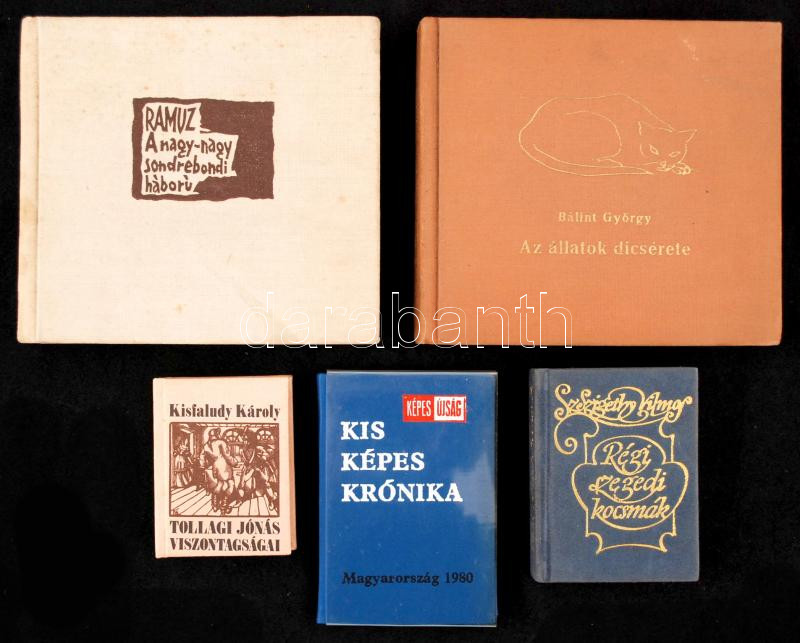 RAMUZ
A nagy-nagy
sondrebondi
háború
Bálint György
Az állatok dicsérete
darabanth
Kisfaludy Károly
TOLLAGI JÓNÁS
VISZONTAGSÁGAI
KÉPES ÚJSÁG
KIS
KÉPES
KRÓNIKA
Magyarország 1980
Szigethy Vilmos
Régi
szegedi
kocsmák